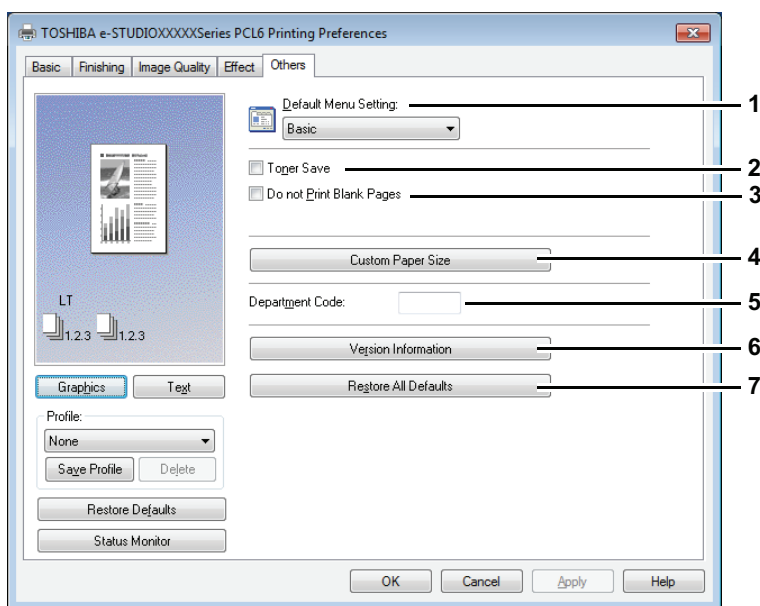 TOSHIBA e-STUDIOXXXXXSeries PCL6 Printing Preferences
Basic Finishing Image Quality Effect Others
Default Menu Setting: 1
Basic
Toner Save 2
Do not Print Blank Pages 3
Custom Paper Size 4
LT
Department Code: 5
1.2.3 1.2.3
Version Information 6
Graphics Text Restore All Defaults 7
Profile:
None
Save Profile Delete
Restore Defaults
Status Monitor
OK Cancel Apply Help